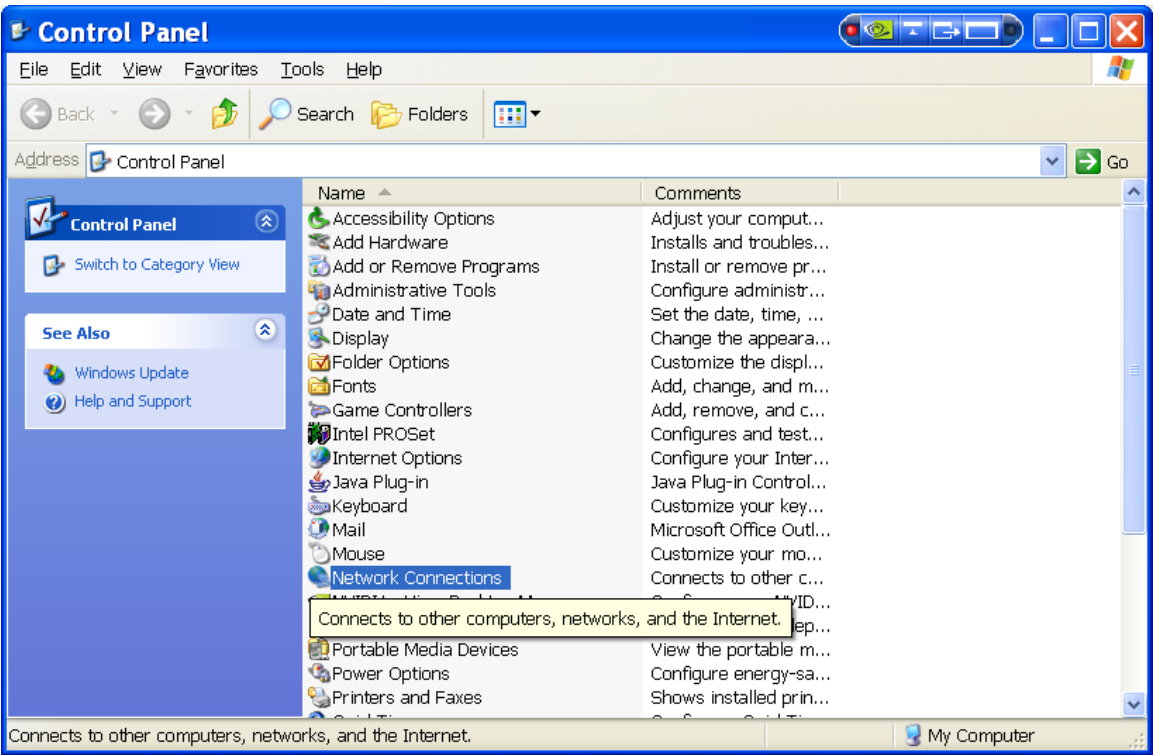 Control Panel
File Edit View Favorites Tools Help
Back Search Folders
Address Control Panel Go
Name Comments
Control Panel
Switch to Category View
See Also
Windows Update
Help and Support
Accessibility Options Adjust your comput...
Add Hardware Installs and troubles...
Add or Remove Programs Install or remove pr...
Administrative Tools Configure administr...
Date and Time Set the date, time, ...
Display Change the appeara...
Folder Options Customize the displ...
Fonts Add, change, and m...
Game Controllers Add, remove, and c...
Intel PROSet Configures and test...
Internet Options Configure your Inter...
Java Plug-in Java Plug-in Control...
Keyboard Customize your key...
Mail Microsoft Office Outl...
Mouse Customize your mo...
Network Connections Connects to other c...
Connects to other computers, networks, and the Internet.
Portable Media Devices View the portable m...
Power Options Configure energy-sa...
Printers and Faxes Shows installed prin...
Connects to other computers, networks, and the Internet. My Computer